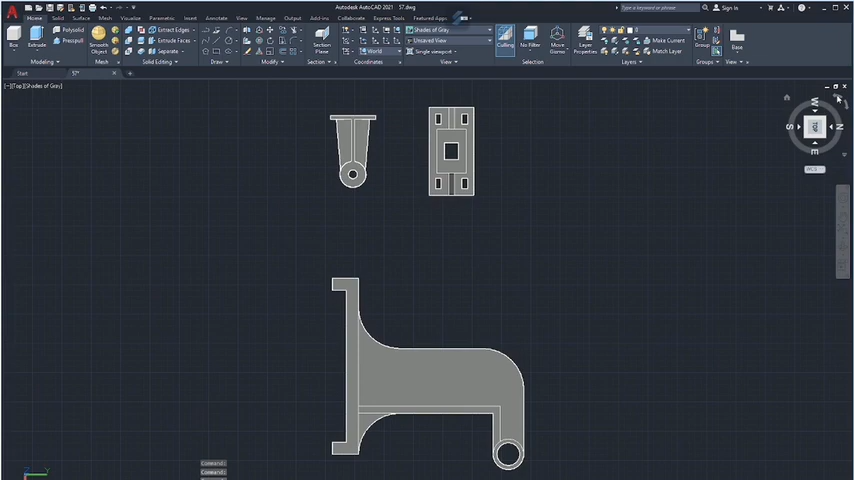 Autodesk AutoCAD 2021 57.dwg
Type a keyword or phrase
Sign in
Home Solid Surface Mesh Visualize Parametric Insert Annotate View Manage Output Add-ins Collaborate Express Tools Featured Apps
Box
Extrude
Polysolid
Presspull
Smooth Object
Extract Edges
Extrude Faces
Separate
Section Plane
World
Shades of Gray
Unsaved View
Single viewport
Culling
No Filter
Move Gizmo
Layer Properties
0
Make Current
Match Layer
Group
Base
Modeling
Mesh
Solid Editing
Draw
Modify
Section
Coordinates
View
Selection
Layers
Groups
View
Start
57*
[–][Top][Shades of Gray]
W
S
TOP
N
E
WCS
Command:
Command:
Command:
Z
Y